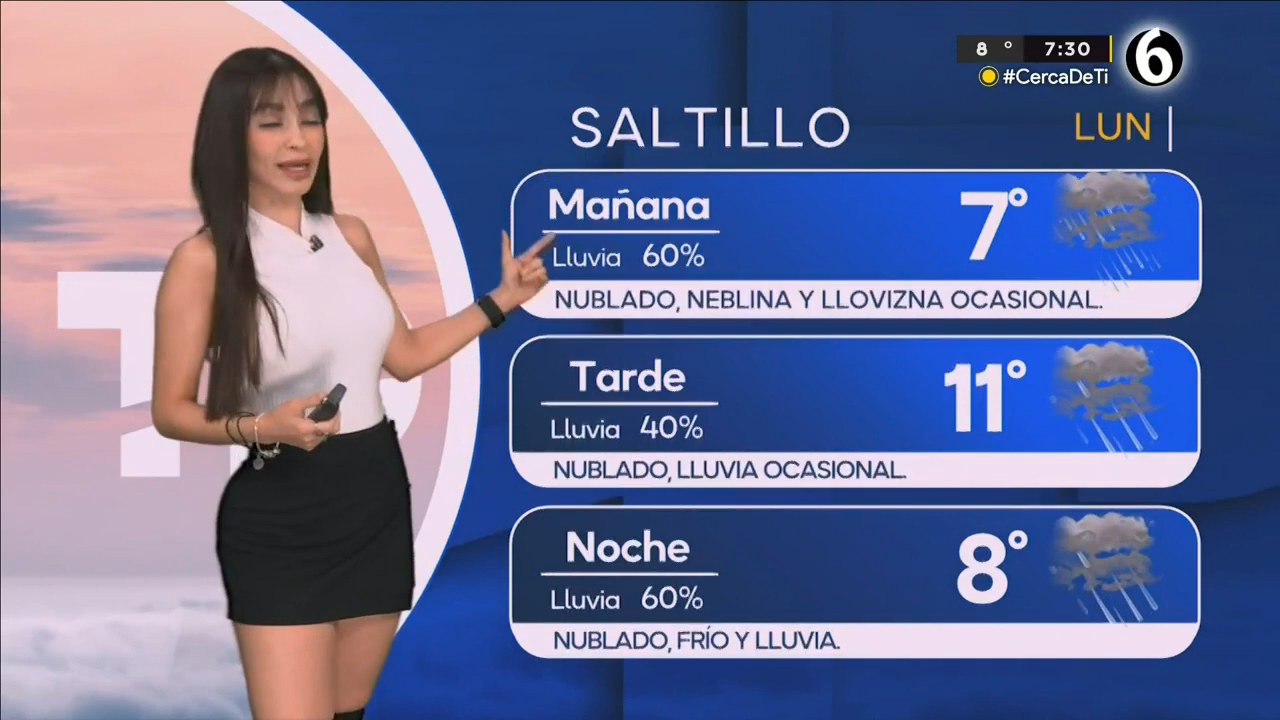 8 ° 7:30
6
#CercaDeTi
SALTILLO
LUN
Mañana
7°
Lluvia 60%
NUBLADO, NEBLINA Y LLOVIZNA OCASIONAL.
Tarde
11°
Lluvia 40%
NUBLADO, LLUVIA OCASIONAL.
Noche
8°
Lluvia 60%
NUBLADO, FRÍO Y LLUVIA.